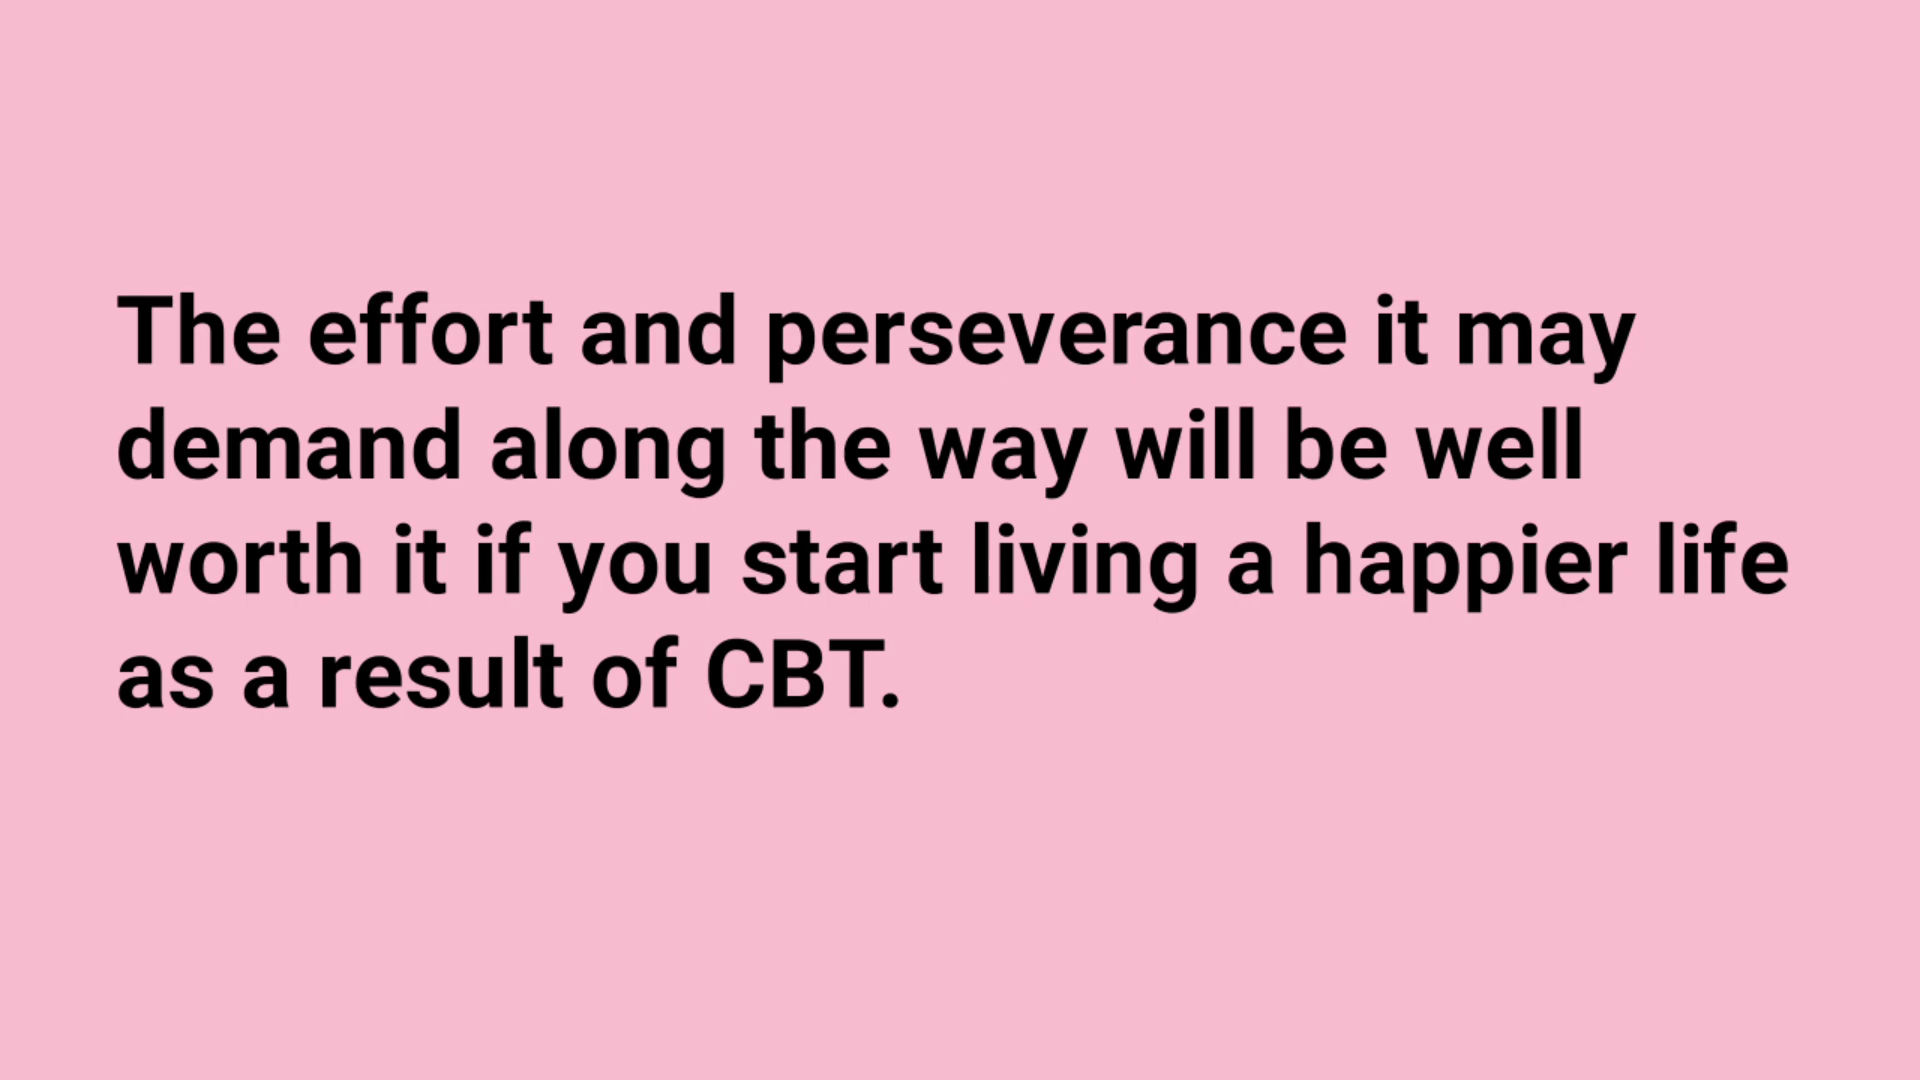 The effort and perseverance it may
demand along the way will be well
worth it if you start living a happier life
as a result of CBT.